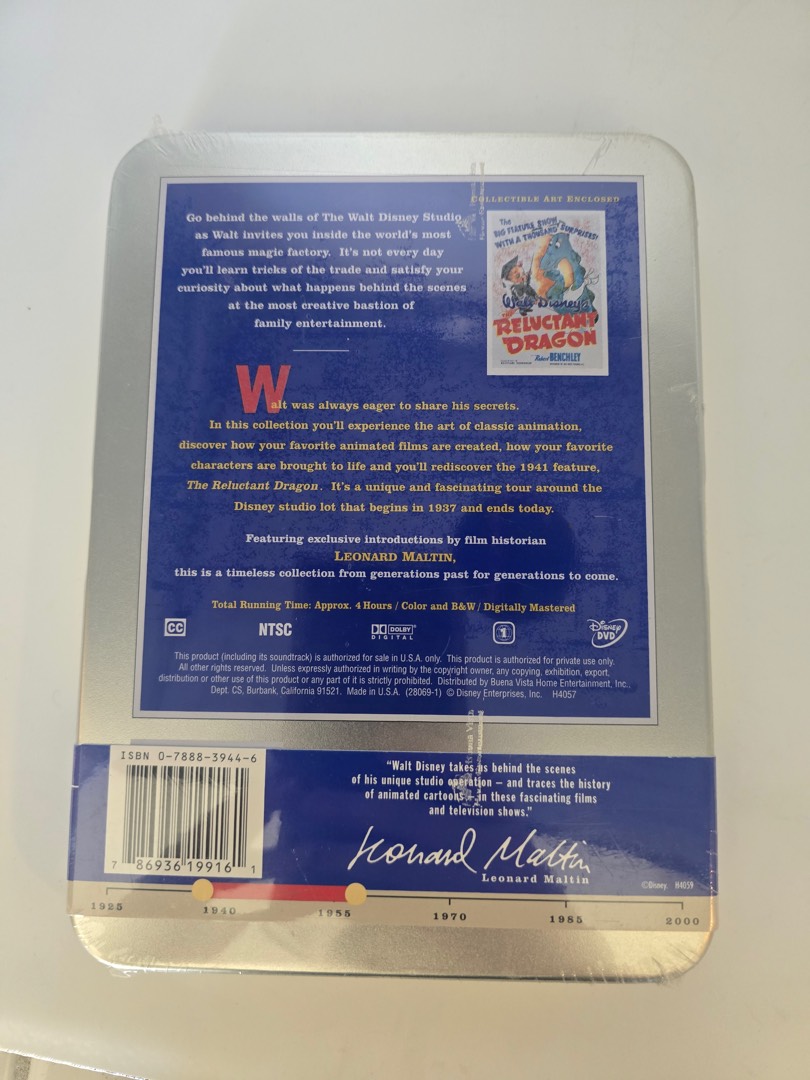 COLLECTIBLE ART ENCLOSED
Go behind the walls of The Walt Disney Studio
as Walt invites you inside the world's most
famous magic factory. It's not every day
you'll learn tricks of the trade and satisfy your
curiosity about what happens behind the scenes
at the most creative bastion of
family entertainment.
The
BIG FEATURE SHOW
WITH A THOUSAND SURPRISES!
Walt Disney's
THE
RELUCTANT
DRAGON
Robert BENCHLEY
Walt was always eager to share his secrets.
In this collection you'll experience the art of classic animation,
discover how your favorite animated films are created, how your favorite
characters are brought to life and you'll rediscover the 1941 feature,
The Reluctant Dragon. It's a unique and fascinating tour around the
Disney studio lot that begins in 1937 and ends today.
Featuring exclusive introductions by film historian
LEONARD MALTIN,
this is a timeless collection from generations past for generations to come.
Total Running Time: Approx. 4 Hours / Color and B&W / Digitally Mastered
CC NTSC DOLBY DIGITAL 1 Disney DVD
This product (including its soundtrack) is authorized for sale in U.S.A. only. This product is authorized for private use only.
All other rights reserved. Unless expressly authorized in writing by the copyright owner, any copying, exhibition, export,
distribution or other use of this product or any part of it is strictly prohibited. Distributed by Buena Vista Home Entertainment, Inc.,
Dept. CS, Burbank, California 91521. Made in U.S.A. (28069-1) © Disney Enterprises, Inc. H4057
ISBN 0-7888-3944-6
7 86936 19916 1
"Walt Disney takes us behind the scenes
of his unique studio operation – and traces the history
of animated cartoons – in these fascinating films
and television shows."
Leonard Maltin
Leonard Maltin
©Disney. H4059
1925 1940 1955 1970 1985 2000